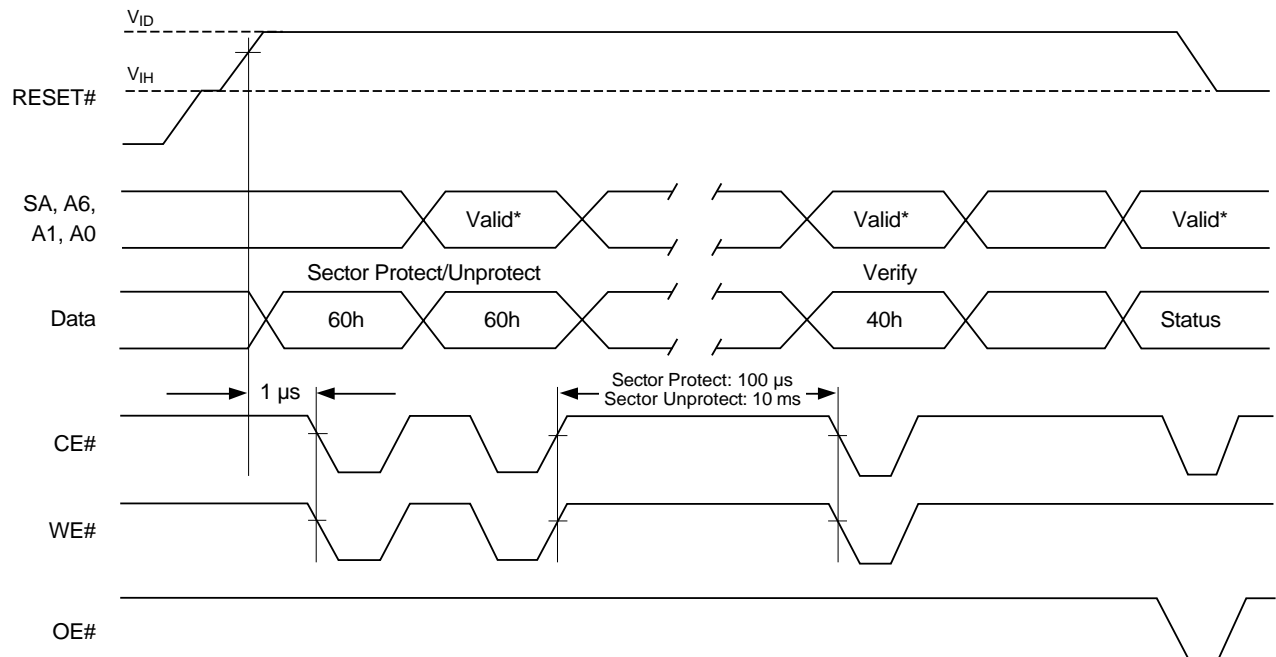 VID
VIH
RESET#
SA, A6,
A1, A0
Valid*
Valid*
Valid*
Sector Protect/Unprotect
Verify
Data
60h
60h
40h
Status
1 µs
Sector Protect: 100 µs
Sector Unprotect: 10 ms
CE#
WE#
OE#